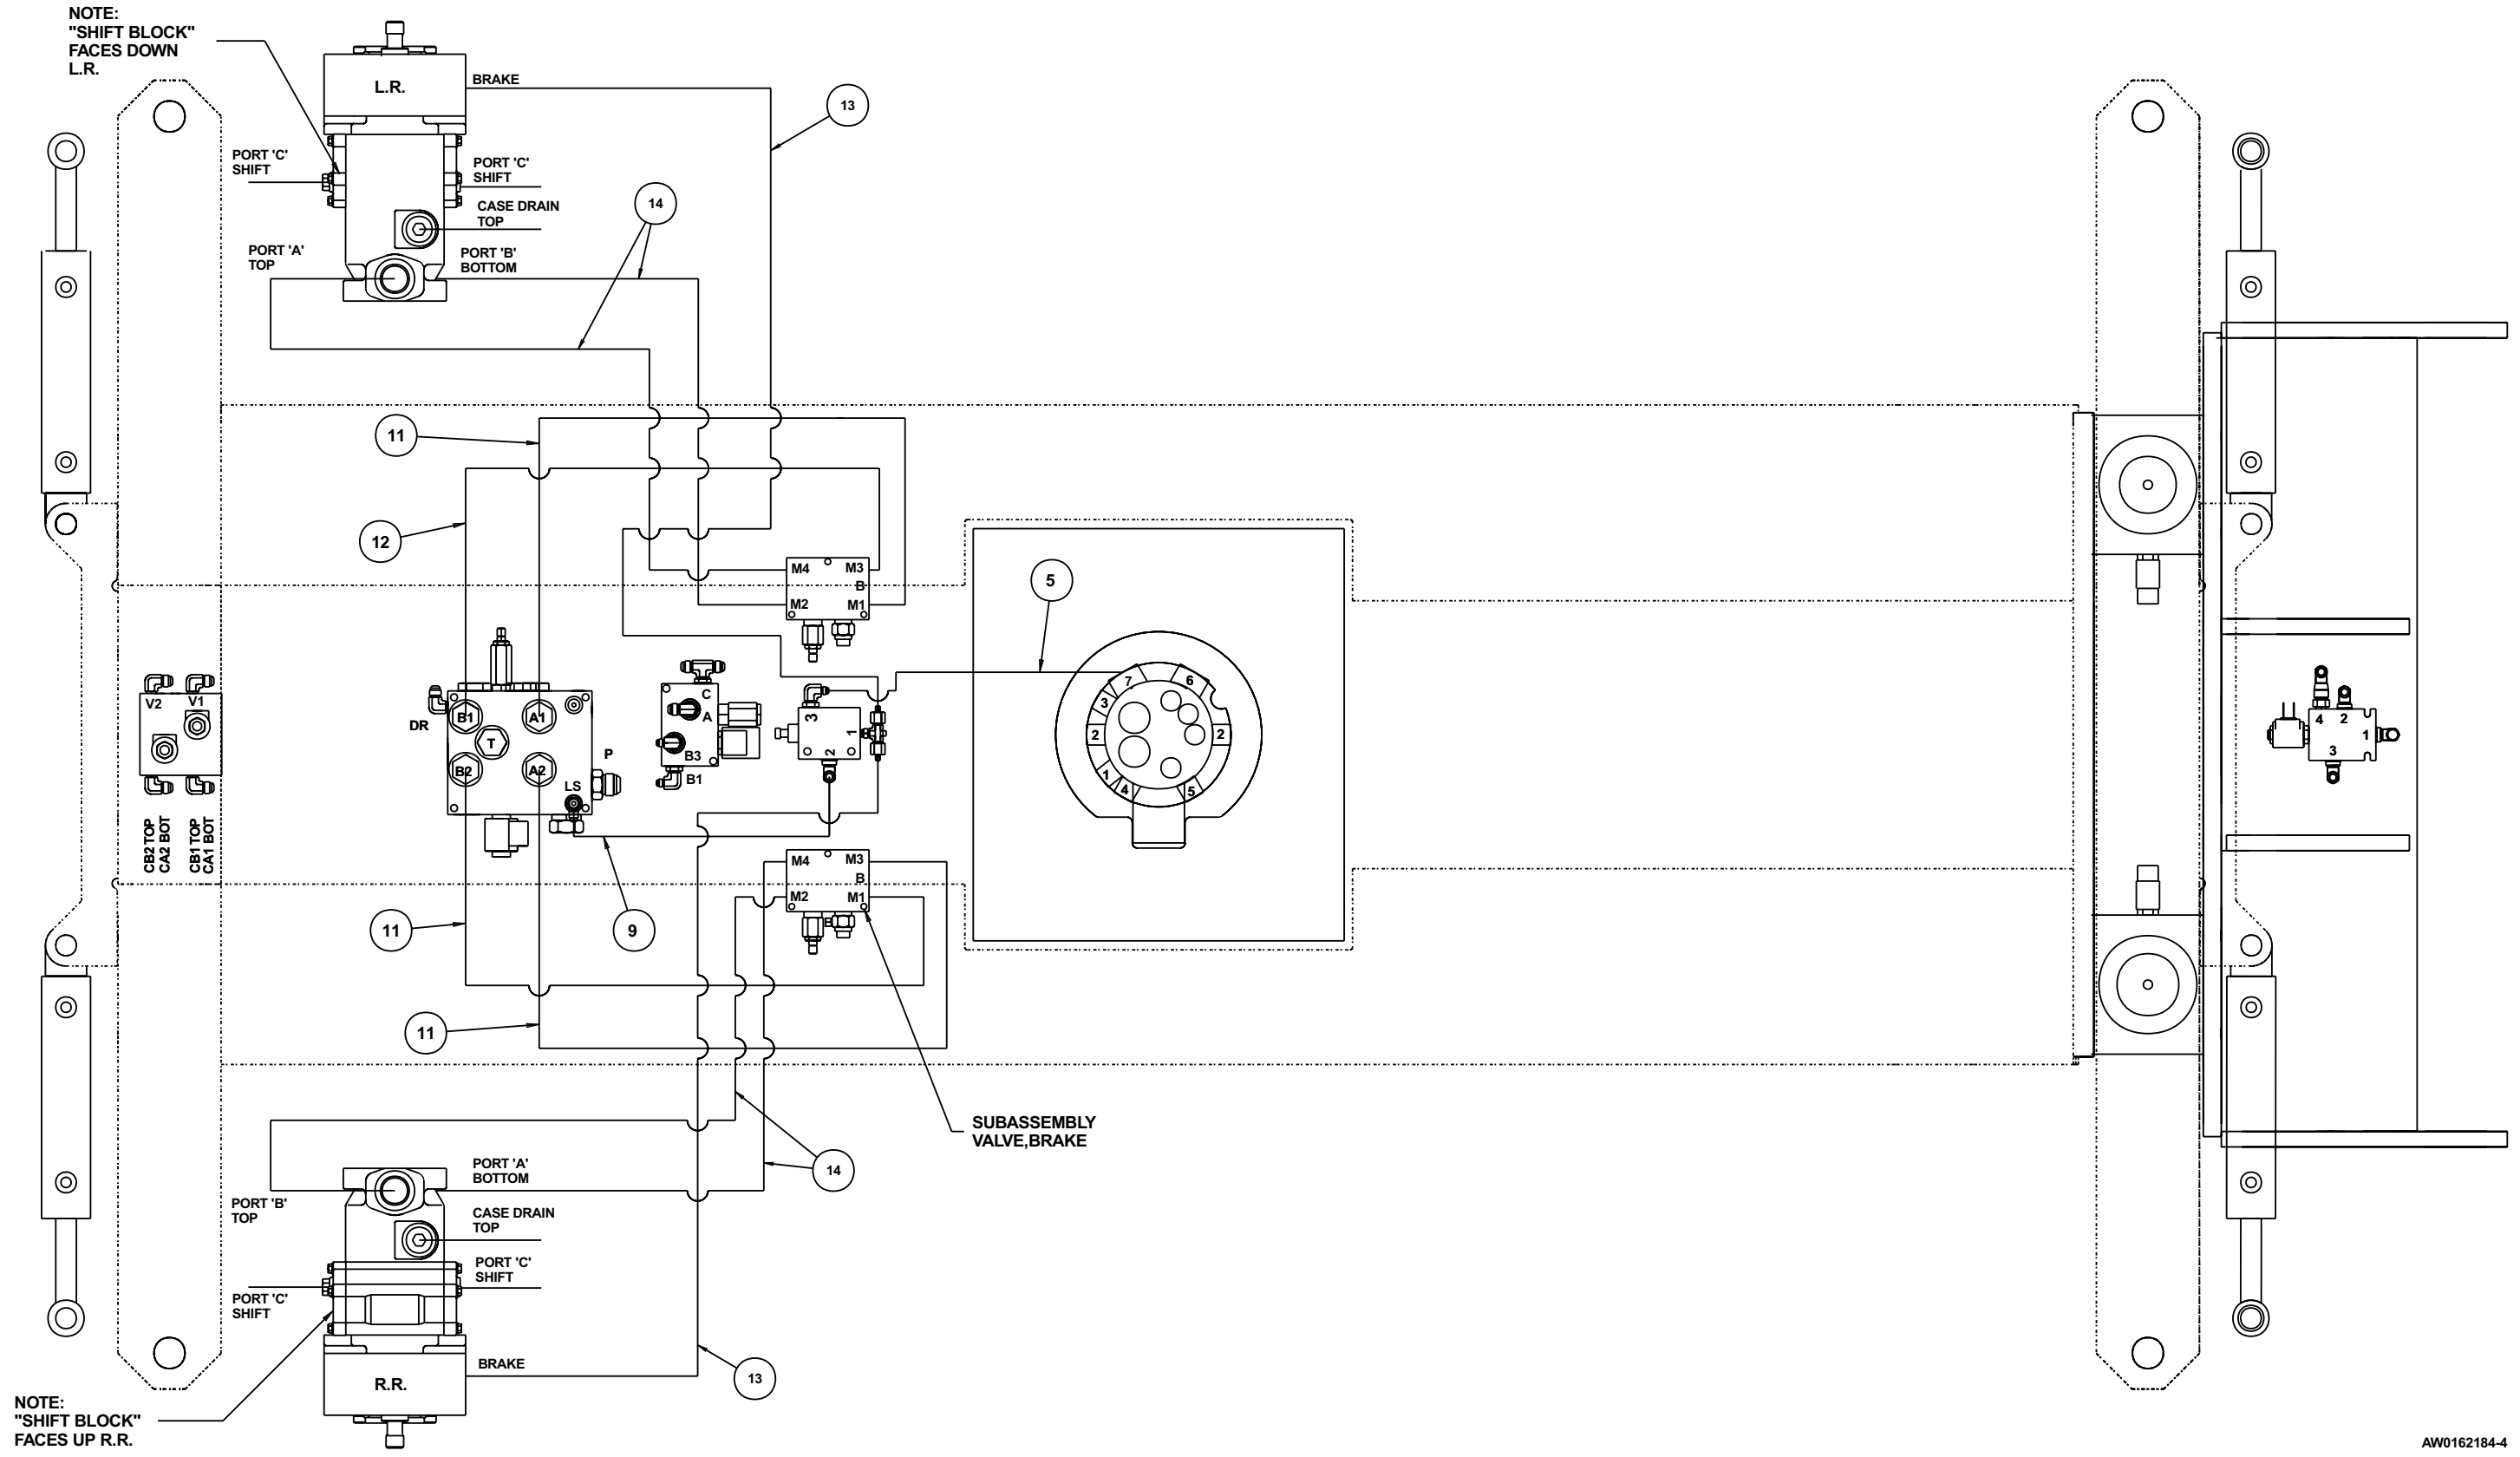 NOTE:
"SHIFT BLOCK"
FACES DOWN
L.R.
L.R.
BRAKE
13
PORT 'C'
SHIFT
PORT 'C'
SHIFT
14
CASE DRAIN
TOP
PORT 'A'
TOP
PORT 'B'
BOTTOM
11
12
M4
M3
B
M2
M1
5
7
6
3
2
2
1
4
5
V2
V1
CB2 TOP
CA2 BOT
CB1 TOP
CA1 BOT
DR
B1
A1
T
B2
A2
P
LS
C
A
B3
B1
3
1
2
4
2
1
3
M4
M3
B
M2
M1
11
9
11
SUBASSEMBLY
VALVE,BRAKE
14
PORT 'A'
BOTTOM
PORT 'B'
TOP
CASE DRAIN
TOP
PORT 'C'
SHIFT
PORT 'C'
SHIFT
BRAKE
13
R.R.
NOTE:
"SHIFT BLOCK"
FACES UP R.R.
AW0162184-4